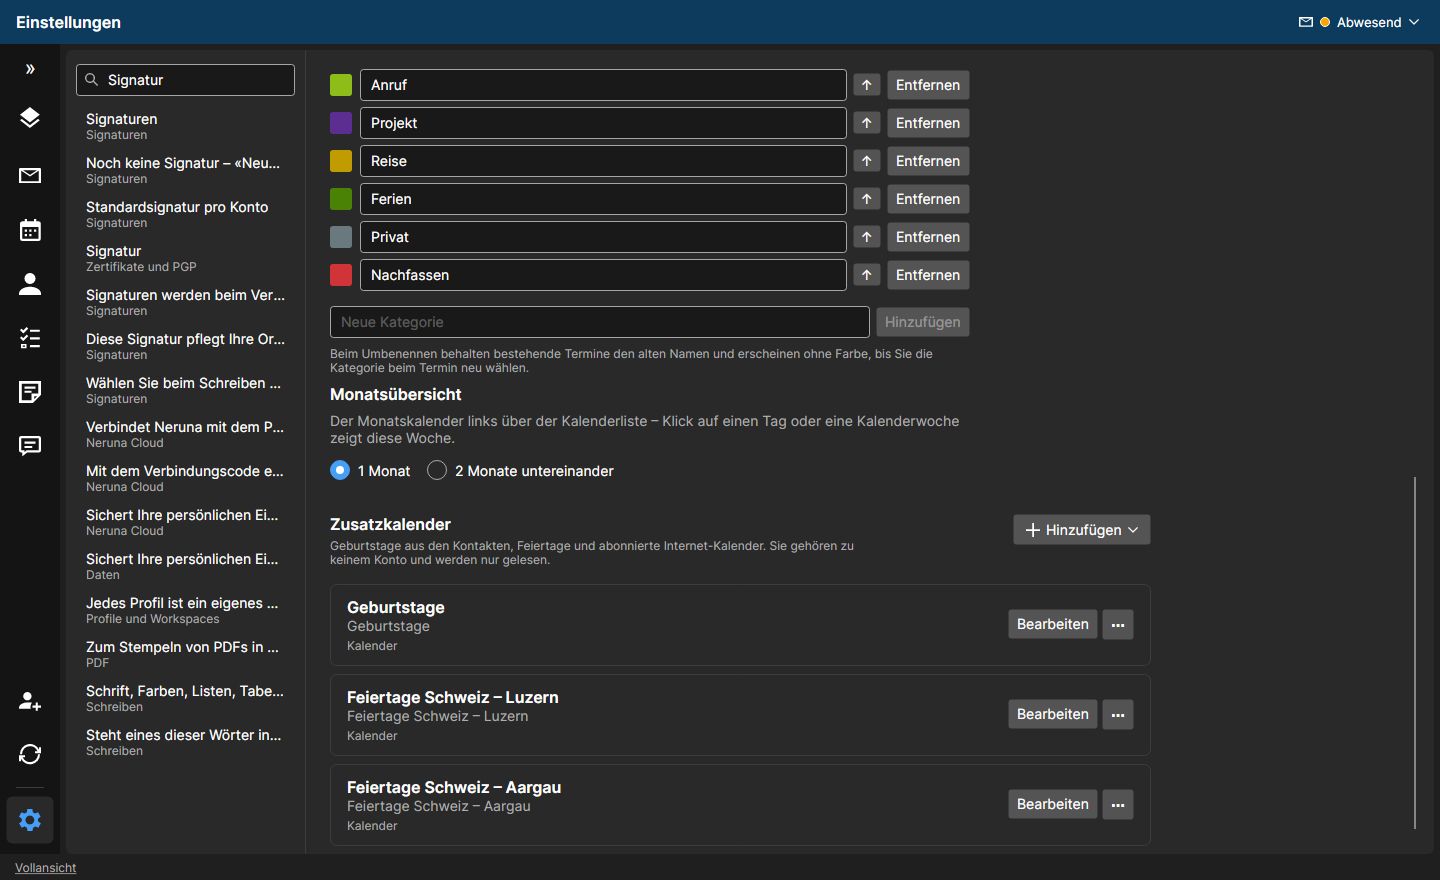 Einstellungen
Abwesend
Signatur
Signaturen
Signaturen
Noch keine Signatur – «Neu...
Signaturen
Standardsignatur pro Konto
Signaturen
Signatur
Zertifikate und PGP
Signaturen werden beim Ver...
Signaturen
Diese Signatur pflegt Ihre Or...
Signaturen
Wählen Sie beim Schreiben ...
Signaturen
Verbindet Neruna mit dem P...
Neruna Cloud
Mit dem Verbindungscode e...
Neruna Cloud
Sichert Ihre persönlichen Ei...
Neruna Cloud
Sichert Ihre persönlichen Ei...
Daten
Jedes Profil ist ein eigenes ...
Profile und Workspaces
Zum Stempeln von PDFs in ...
PDF
Schrift, Farben, Listen, Tabe...
Schreiben
Steht eines dieser Wörter in...
Schreiben
Anruf
Entfernen
Projekt
Entfernen
Reise
Entfernen
Ferien
Entfernen
Privat
Entfernen
Nachfassen
Entfernen
Neue Kategorie
Hinzufügen
Beim Umbenennen behalten bestehende Termine den alten Namen und erscheinen ohne Farbe, bis Sie die
Kategorie beim Termin neu wählen.
Monatsübersicht
Der Monatskalender links über der Kalenderliste – Klick auf einen Tag oder eine Kalenderwoche
zeigt diese Woche.
1 Monat
2 Monate untereinander
Zusatzkalender
Hinzufügen
Geburtstage aus den Kontakten, Feiertage und abonnierte Internet-Kalender. Sie gehören zu
keinem Konto und werden nur gelesen.
Geburtstage
Geburtstage
Kalender
Bearbeiten
Feiertage Schweiz – Luzern
Feiertage Schweiz – Luzern
Kalender
Bearbeiten
Feiertage Schweiz – Aargau
Feiertage Schweiz – Aargau
Kalender
Bearbeiten
Vollansicht